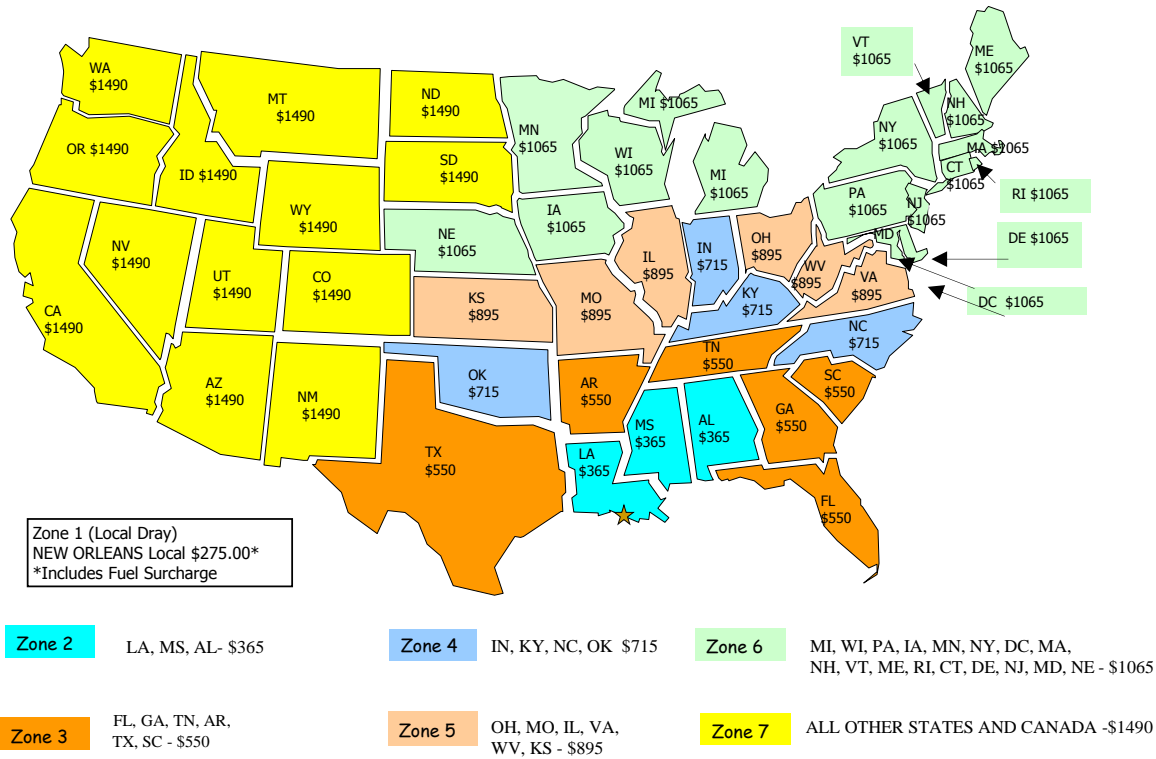 VT
$1065
ME
$1065
WA
$1490
MT
$1490
ND
$1490
MN
$1065
MI $1065
NH
$1065
NY
$1065
OR $1490
SD
$1490
WI
$1065
MA $1065
ID $1490
MI
$1065
CT
$1065
RI $1065
WY
$1490
IA
$1065
PA
$1065
NJ
$1065
NE
$1065
MD
DE $1065
NV
$1490
IL
$895
IN
$715
OH
$895
UT
$1490
CO
$1490
WV
$895
VA
$895
DC $1065
CA
$1490
KS
$895
MO
$895
KY
$715
NC
$715
TN
$550
AZ
$1490
NM
$1490
OK
$715
AR
$550
SC
$550
MS
$365
AL
$365
GA
$550
TX
$550
LA
$365
FL
$550
Zone 1 (Local Dray)
NEW ORLEANS Local $275.00*
*Includes Fuel Surcharge
Zone 2
LA, MS, AL- $365
Zone 4
IN, KY, NC, OK $715
Zone 6
MI, WI, PA, IA, MN, NY, DC, MA,
NH, VT, ME, RI, CT, DE, NJ, MD, NE - $1065
Zone 3
FL, GA, TN, AR,
TX, SC - $550
Zone 5
OH, MO, IL, VA,
WV, KS - $895
Zone 7
ALL OTHER STATES AND CANADA -$1490